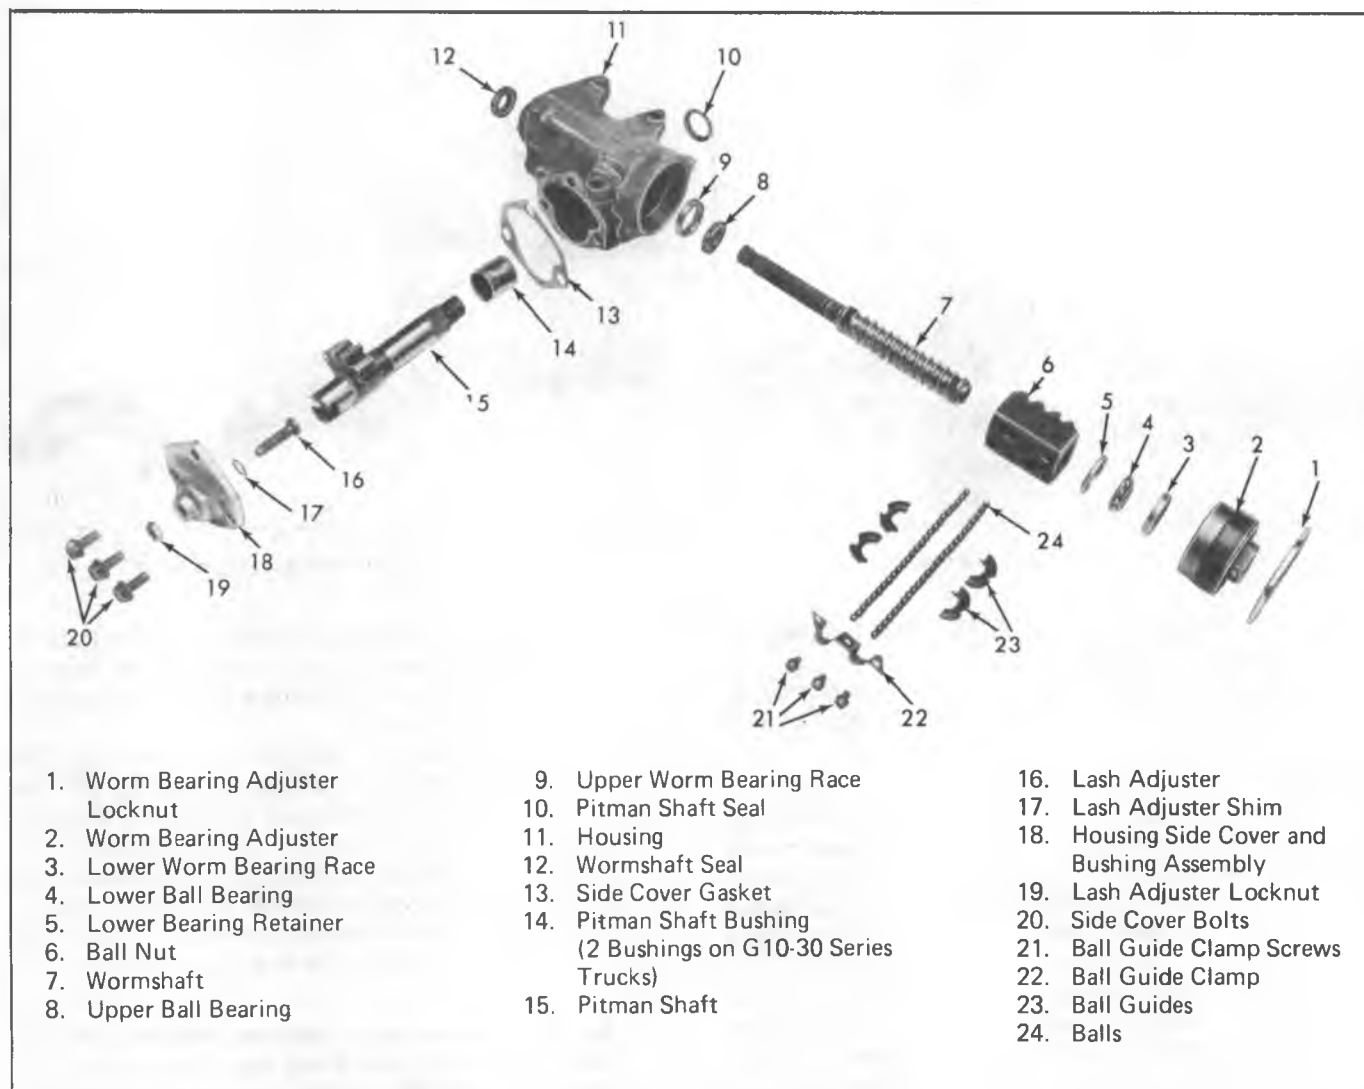 11
12
10
9
8
7
13
14
6
15
5
4
3
2
1
16
17
24
18
19
20
23
21
22
1. Worm Bearing Adjuster
Locknut
2. Worm Bearing Adjuster
3. Lower Worm Bearing Race
4. Lower Ball Bearing
5. Lower Bearing Retainer
6. Ball Nut
7. Wormshaft
8. Upper Ball Bearing
9. Upper Worm Bearing Race
10. Pitman Shaft Seal
11. Housing
12. Wormshaft Seal
13. Side Cover Gasket
14. Pitman Shaft Bushing
(2 Bushings on G10-30 Series
Trucks)
15. Pitman Shaft
16. Lash Adjuster
17. Lash Adjuster Shim
18. Housing Side Cover and
Bushing Assembly
19. Lash Adjuster Locknut
20. Side Cover Bolts
21. Ball Guide Clamp Screws
22. Ball Guide Clamp
23. Ball Guides
24. Balls